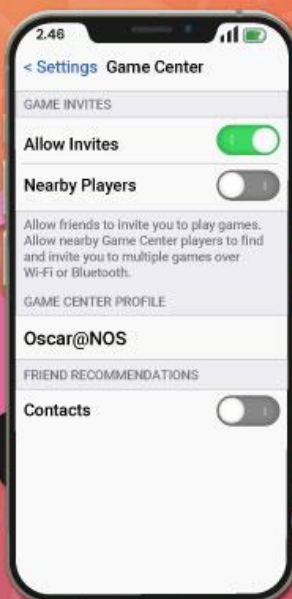 2.46
< Settings Game Center
GAME INVITES
Allow Invites
Nearby Players
Allow friends to invite you to play games.
Allow nearby Game Center players to find
and invite you to multiple games over
Wi-Fi or Bluetooth.
GAME CENTER PROFILE
Oscar@NOS
FRIEND RECOMMENDATIONS
Contacts